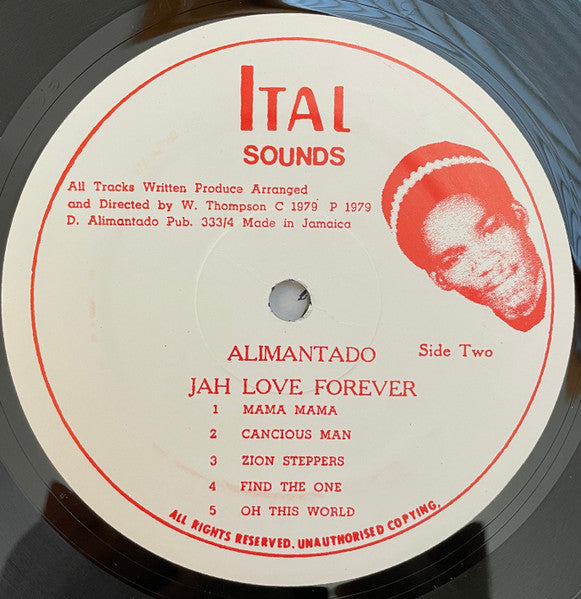 ITAL
SOUNDS
All Tracks Written Produce Arranged
and Directed by W. Thompson C 1979 P 1979
D. Alimantado Pub. 333/4 Made in Jamaica
ALIMANTADO
Side Two
JAH LOVE FOREVER
1 MAMA MAMA
2 CANCIOUS MAN
3 ZION STEPPERS
4 FIND THE ONE
5 OH THIS WORLD
ALL RIGHTS RESERVED. UNAUTHORISED COPYING.